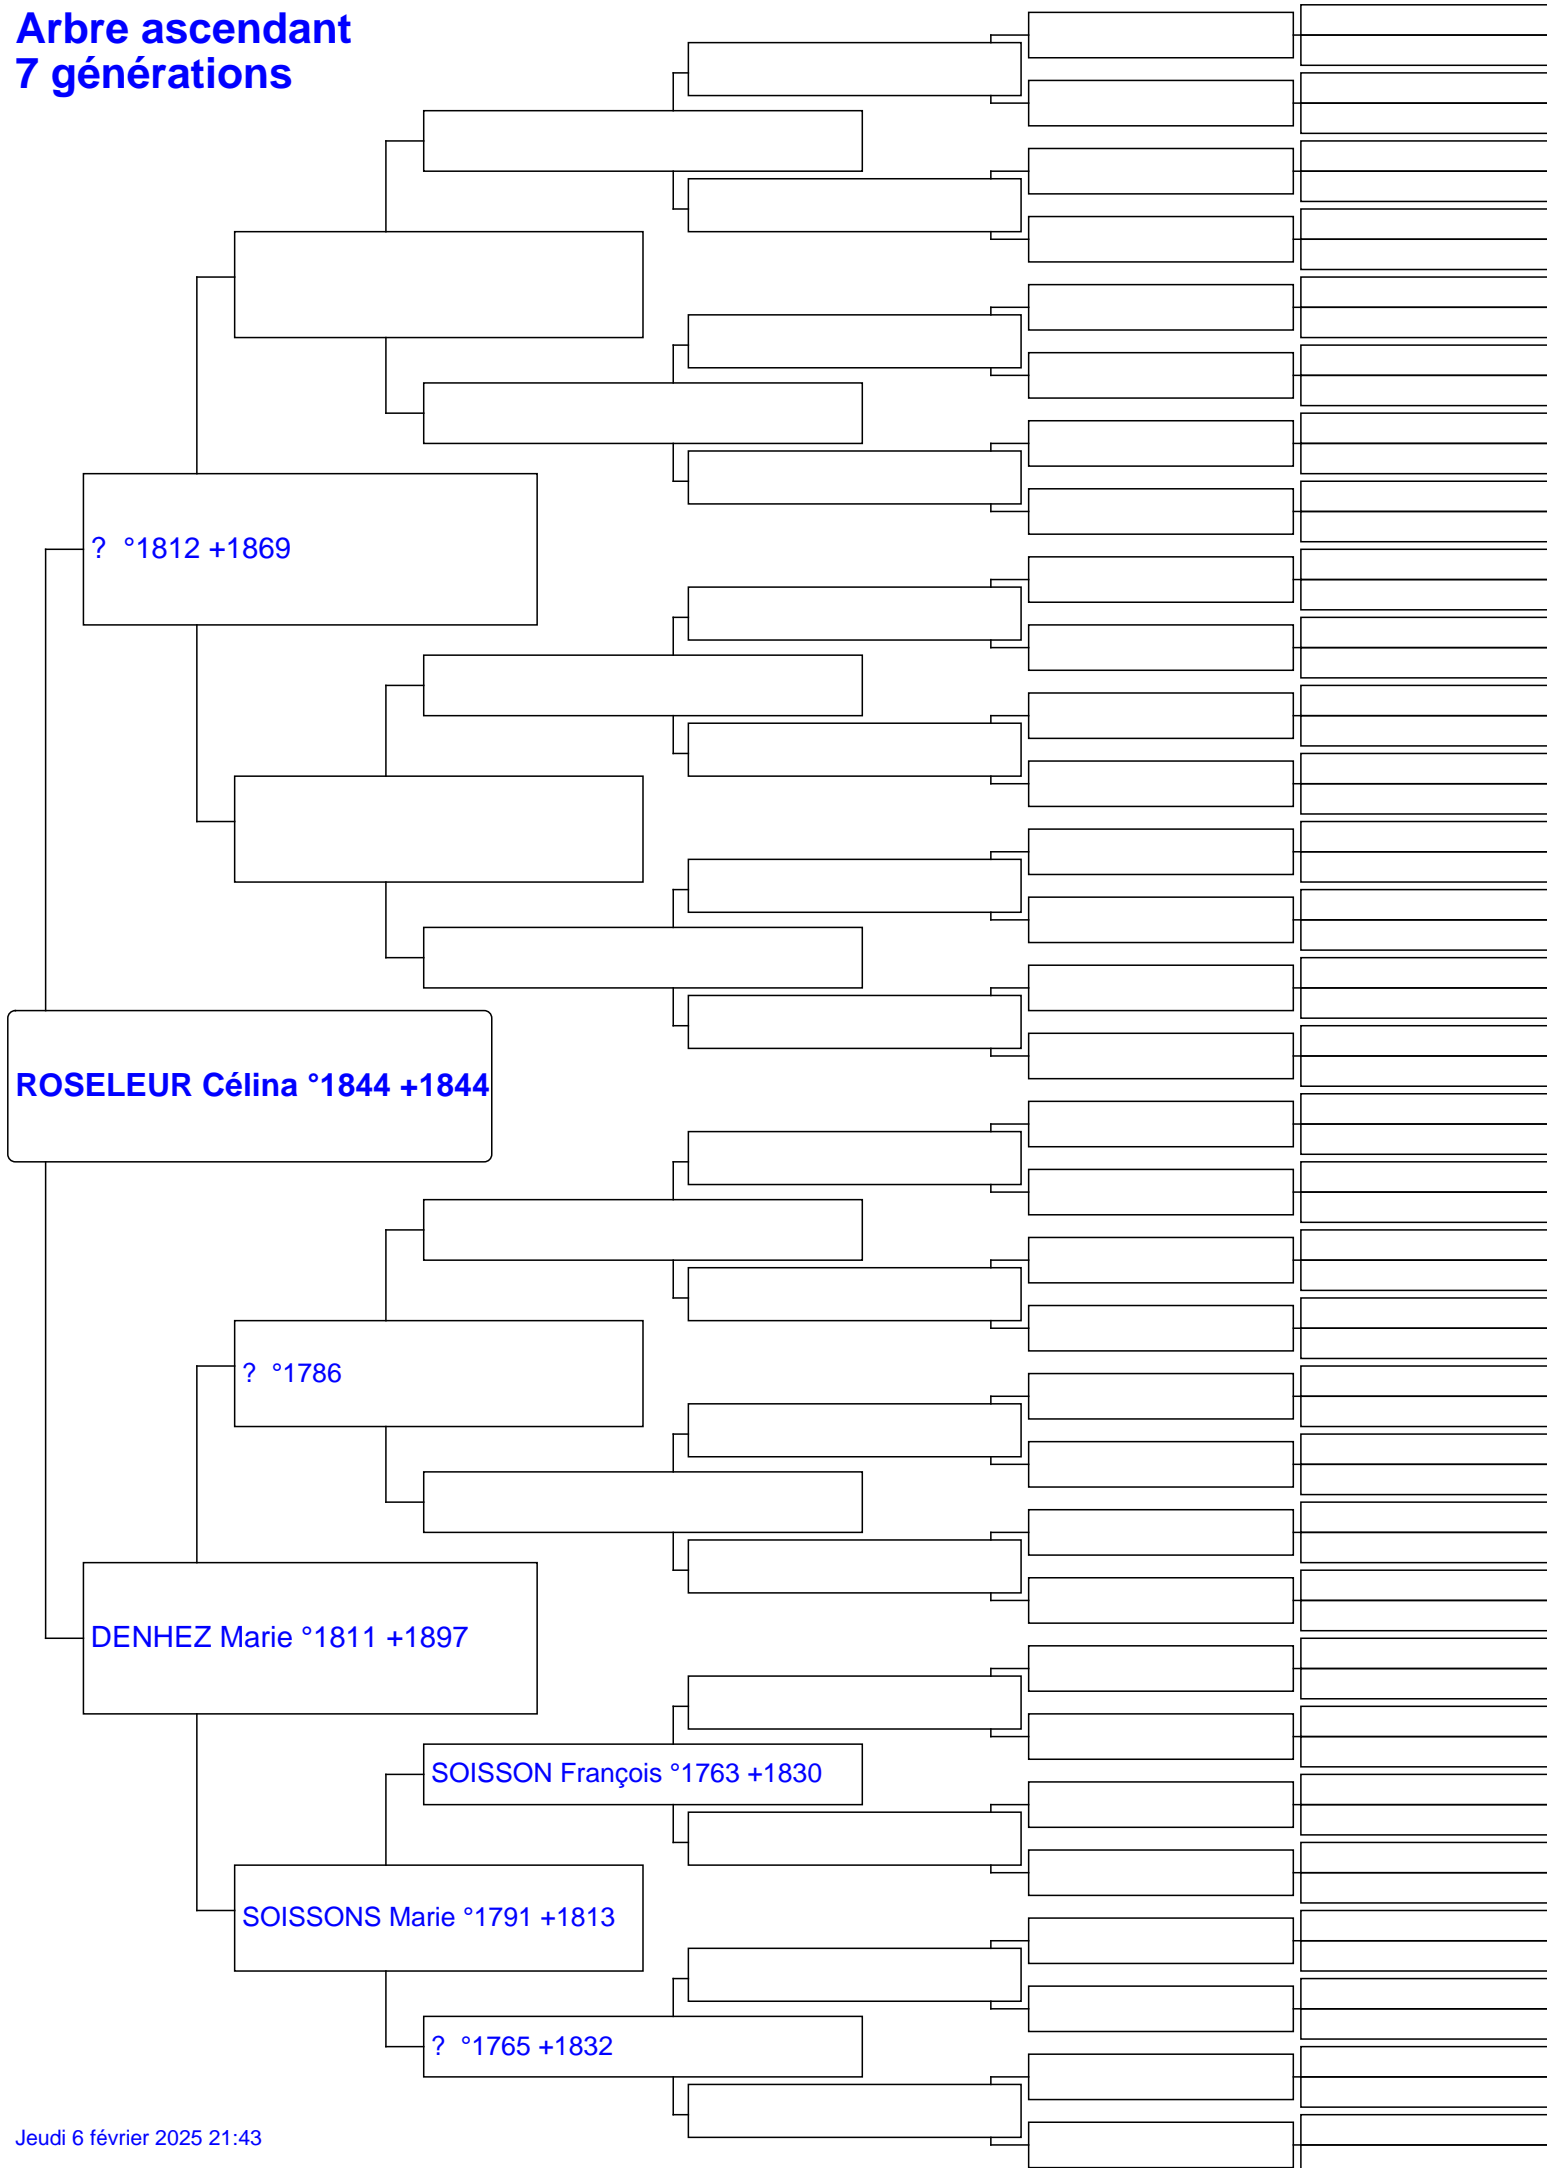 Arbre ascendant
7 générations
? °1812 +1869
ROSELEUR Célina °1844 +1844
? °1786
DENHEZ Marie °1811 +1897
SOISSON François °1763 +1830
SOISSONS Marie °1791 +1813
? °1765 +1832
Jeudi 6 février 2025 21:43